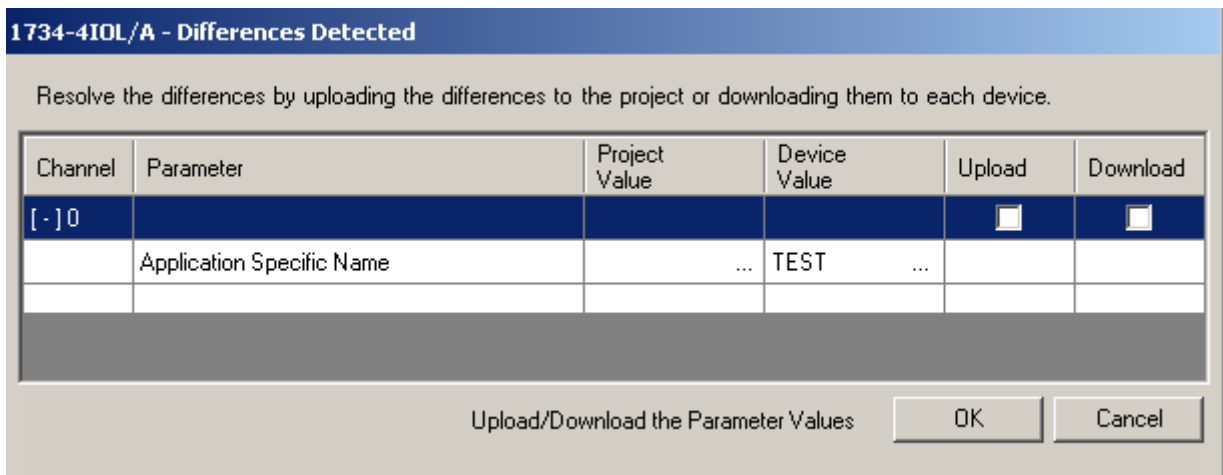 1734-4IOL/A - Differences Detected
Resolve the differences by uploading the differences to the project or downloading them to each device.
Channel Parameter Project Value Device Value Upload Download
[-]0
Application Specific Name ... TEST ...
Upload/Download the Parameter Values OK Cancel